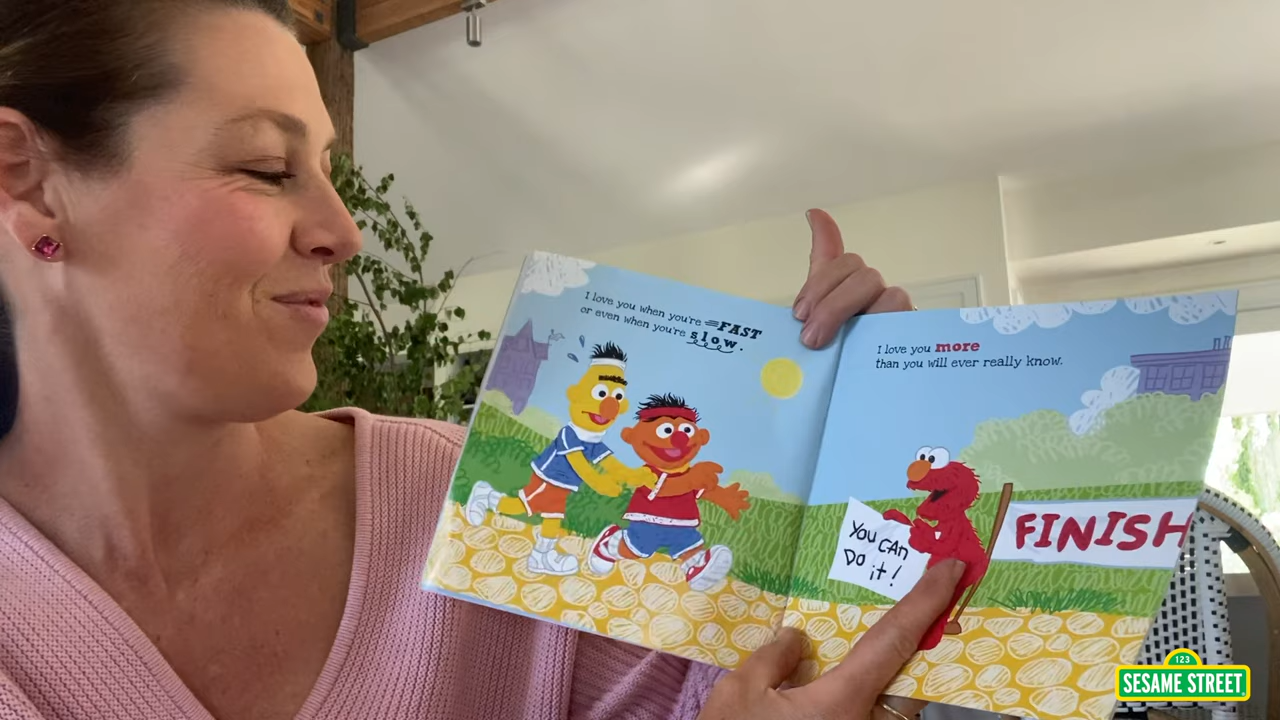 I love you when you're FAST
or even when you're slow.
I love you more
than you will ever really know.
You CAN
Do it!
FINISH
123
SESAME STREET